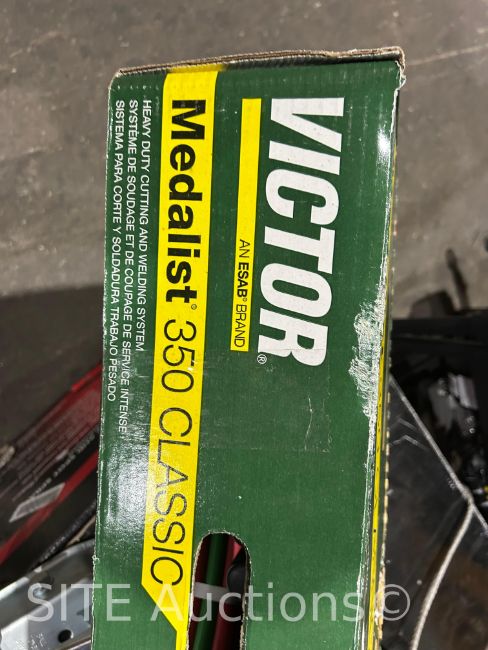 VICTOR®
AN ESAB® BRAND
Medalist® 350 CLASSIC
HEAVY DUTY CUTTING AND WELDING SYSTEM
SYSTÈME DE SOUDAGE ET DE COUPAGE DE SERVICE INTENSE
SISTEMA PARA CORTE Y SOLDADURA TRABAJO PESADO
SITE Auctions©